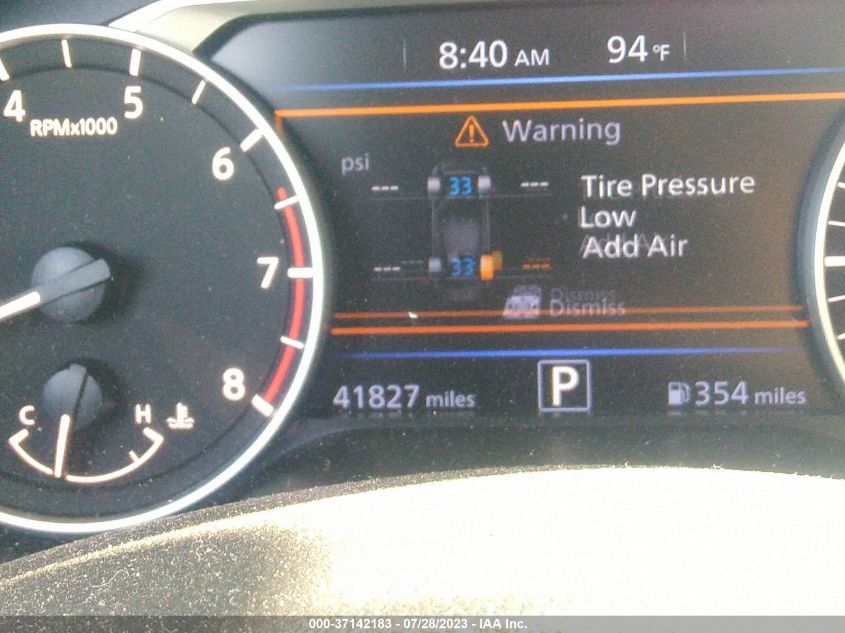 8:40 AM 94°F
4 5 6 7 8
RPMx1000
Warning
psi
--- 33 --- Tire Pressure
Low
--- 33 --- Add Air
Dismiss
C H
41827 miles P 354 miles
000-37142183 - 07/28/2023 - IAA Inc.